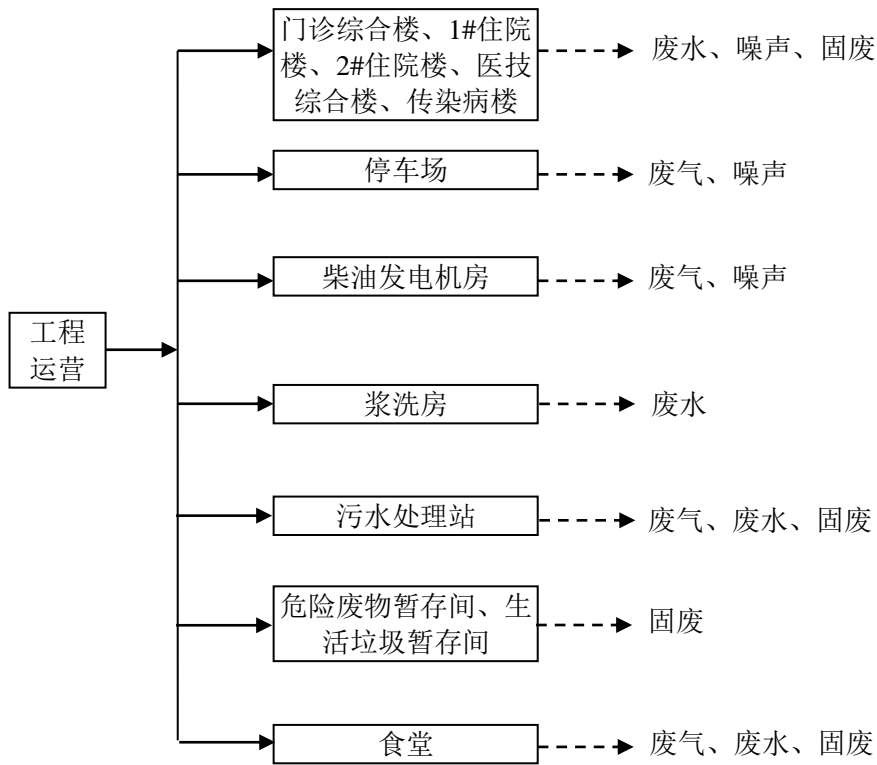 门诊综合楼、1#住院
楼、2#住院楼、医技
综合楼、传染病楼
废水、噪声、固废
停车场
废气、噪声
柴油发电机房
废气、噪声
工程
运营
浆洗房
废水
污水处理站
废气、废水、固废
危险废物暂存间、生
活垃圾暂存间
固废
食堂
废气、废水、固废